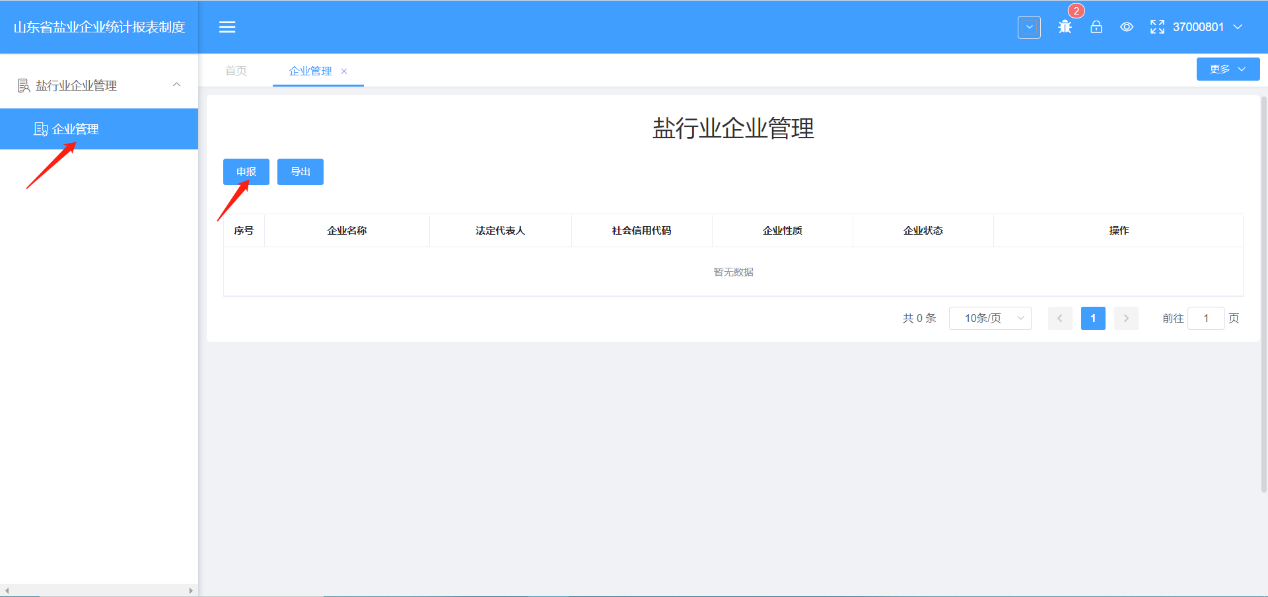 山东省盐业企业统计报表制度
2
37000801
盐行业企业管理
企业管理
首页
企业管理 ×
更多
盐行业企业管理
申报
导出
序号 企业名称 法定代表人 社会信用代码 企业性质 企业状态 操作
暂无数据
共 0 条 10条/页 < 1 > 前往 1 页